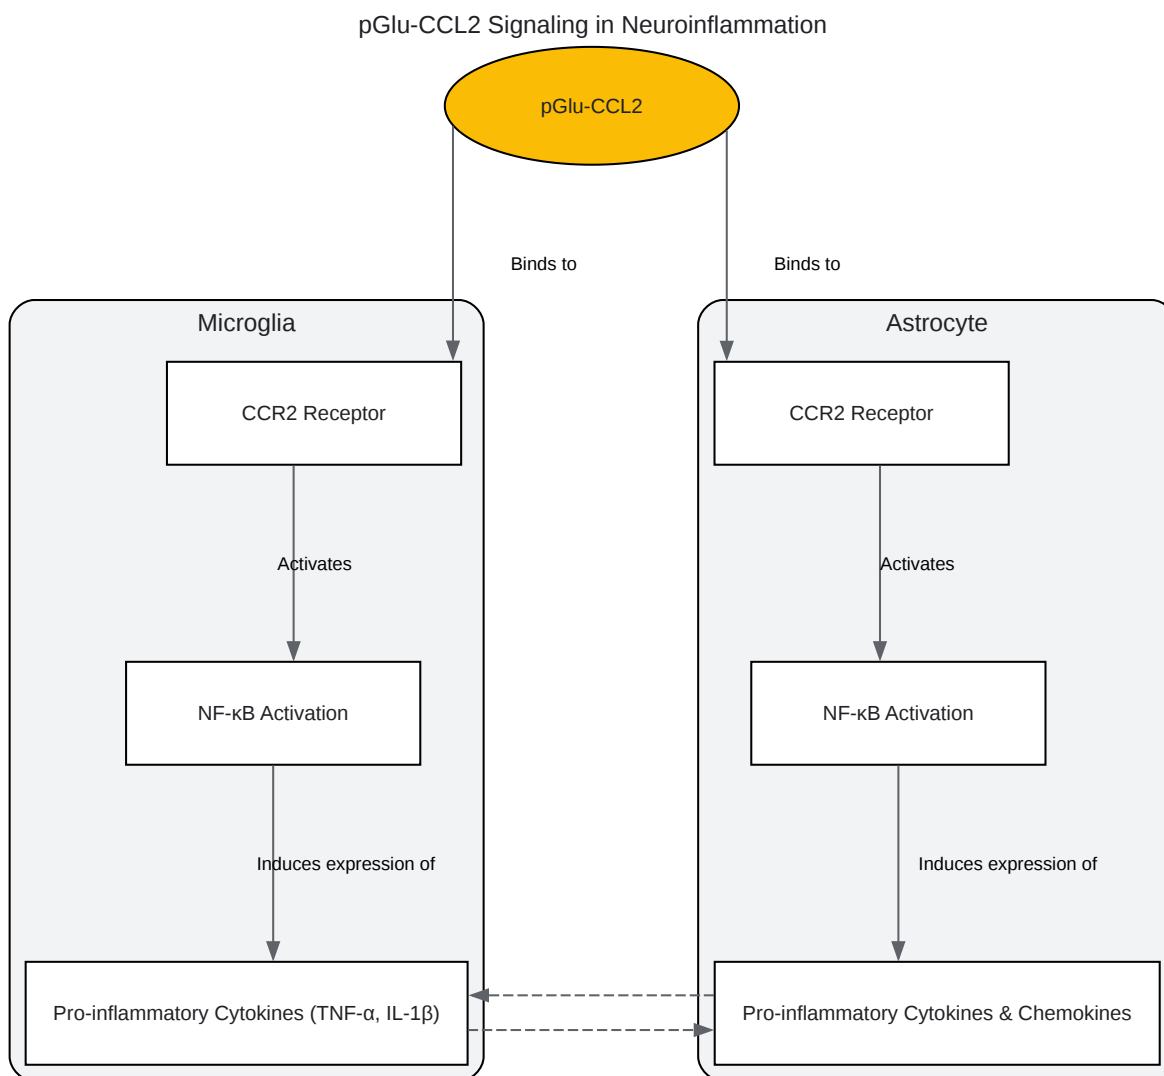 pGlu-CCL2 Signaling in Neuroinflammation
pGlu-CCL2
Binds to
Binds to
Microglia
Astrocyte
CCR2 Receptor
CCR2 Receptor
Activates
Activates
NF-κB Activation
NF-κB Activation
Induces expression of
Induces expression of
Pro-inflammatory Cytokines (TNF-α, IL-1β)
Pro-inflammatory Cytokines & Chemokines